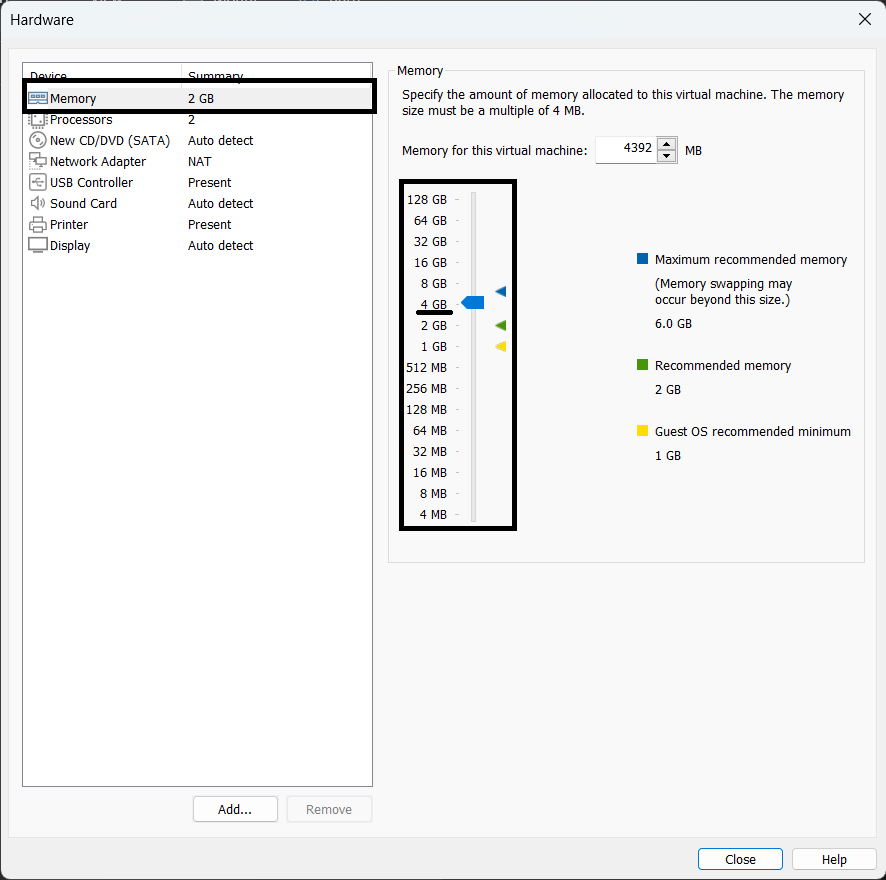 Hardware
Device Summary
Memory 2 GB
Processors 2
New CD/DVD (SATA) Auto detect
Network Adapter NAT
USB Controller Present
Sound Card Auto detect
Printer Present
Display Auto detect
Add...
Remove
Memory
Specify the amount of memory allocated to this virtual machine. The memory
size must be a multiple of 4 MB.
Memory for this virtual machine: 4392 MB
128 GB
64 GB
32 GB
16 GB
8 GB
4 GB
2 GB
1 GB
512 MB
256 MB
128 MB
64 MB
32 MB
16 MB
8 MB
4 MB
Maximum recommended memory
(Memory swapping may
occur beyond this size.)
6.0 GB
Recommended memory
2 GB
Guest OS recommended minimum
1 GB
Close
Help